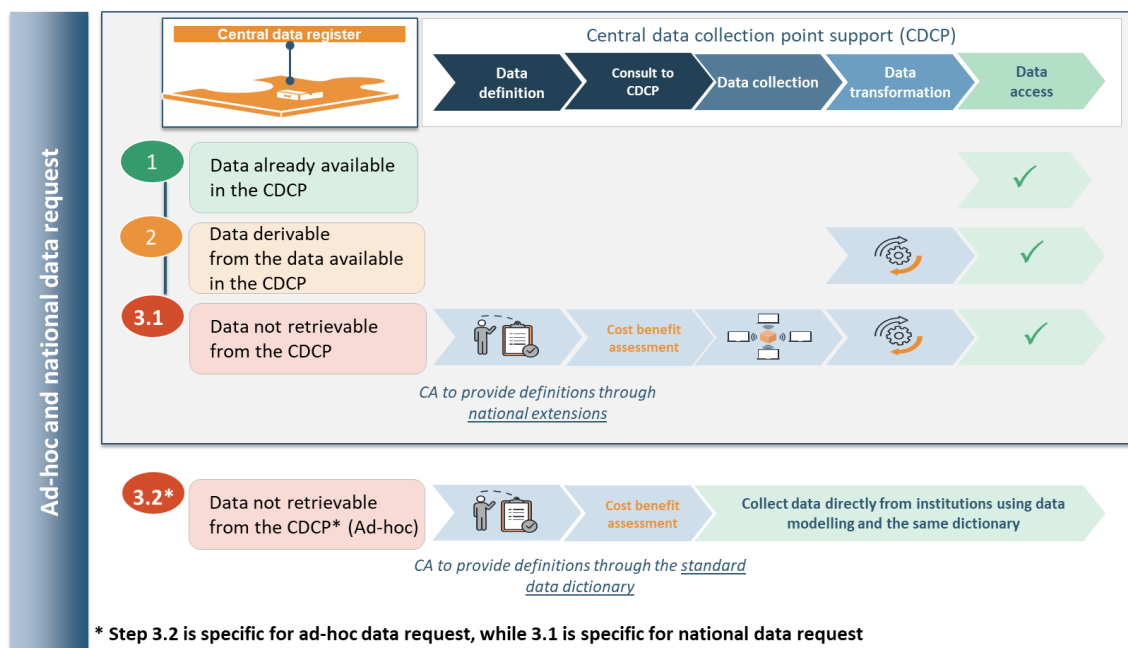 Ad-hoc and national data request
Central data register
Central data collection point support (CDCP)
Data
definition
Consult to
CDCP
Data collection
Data
transformation
Data
access
1
Data already available
in the CDCP
2
Data derivable
from the data available
in the CDCP
3.1
Data not retrievable
from the CDCP
Cost benefit
assessment
CA to provide definitions through
national extensions
3.2*
Data not retrievable
from the CDCP* (Ad-hoc)
Cost benefit
assessment
Collect data directly from institutions using data
modelling and the same dictionary
CA to provide definitions through the standard
data dictionary
* Step 3.2 is specific for ad-hoc data request, while 3.1 is specific for national data request